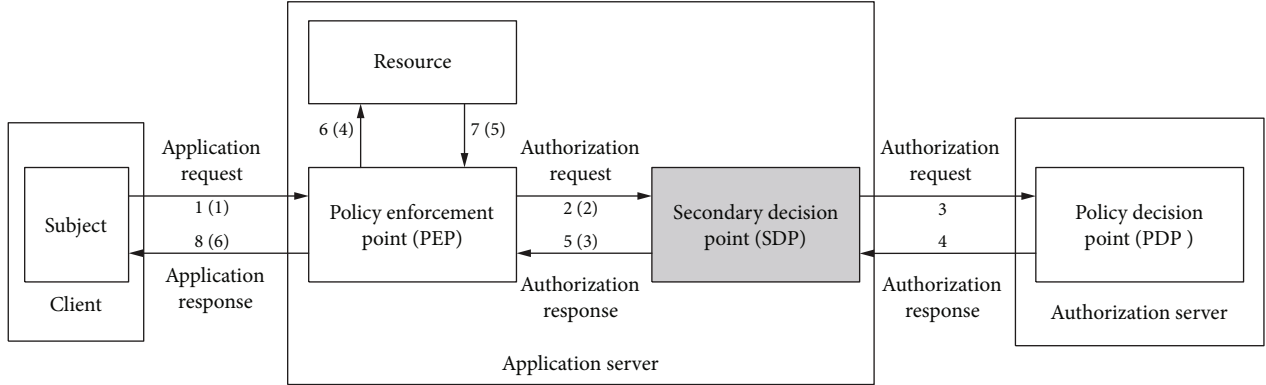 Resource
6 (4)
7 (5)
Application
request
1 (1)
8 (6)
Application
response
Subject
Client
Policy enforcement
point (PEP)
Authorization
request
2 (2)
5 (3)
Authorization
response
Secondary decision
point (SDP)
Authorization
request
3
4
Authorization
response
Policy decision
point (PDP )
Authorization server
Application server